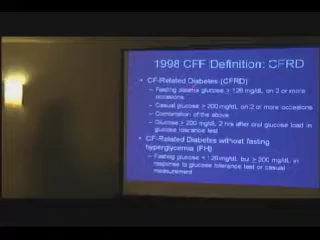 1998 CFF Definition: CFRD
• CF-Related Diabetes (CFRD)
– Fasting plasma glucose > 126 mg/dL on 2 or more
occasions
– Casual glucose > 200 mg/dL on 2 or more occasions
– Combination of the above
– Glucose > 200 mg/dL 2 hrs after oral glucose load in
glucose tolerance test
• CF-Related Diabetes without fasting
hyperglycemia (FH)
– Fasting glucose < 126 mg/dL but > 200 mg/dL in
response to glucose tolerance test or casual
measurement